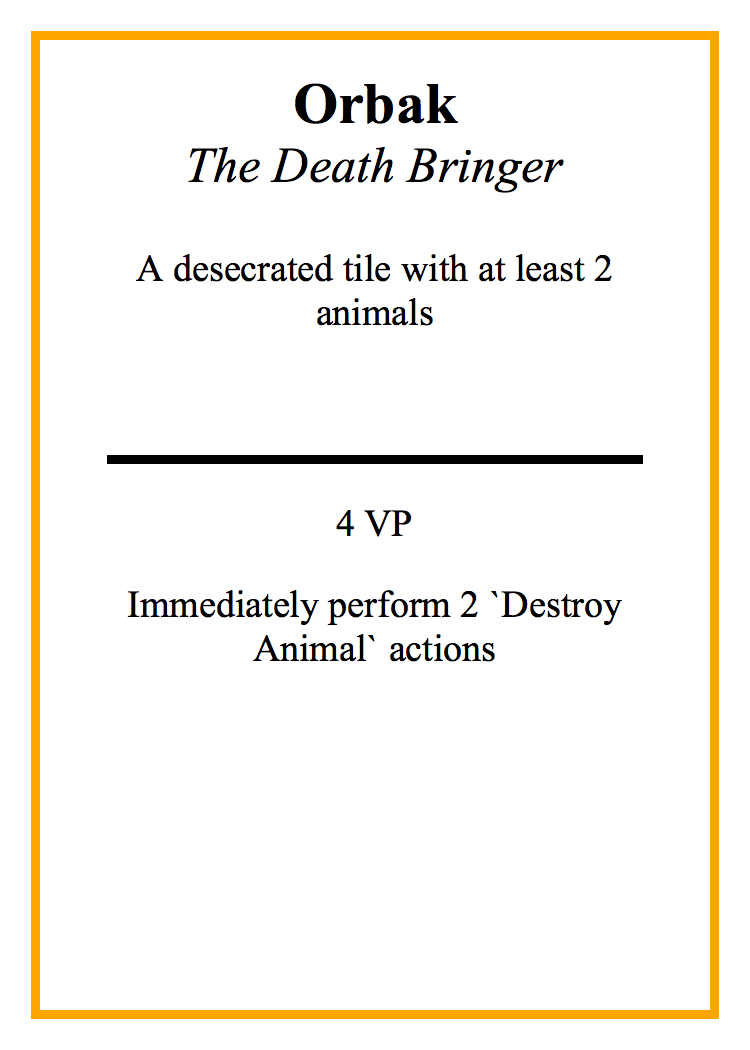 Orbak
The Death Bringer
A desecrated tile with at least 2
animals
4 VP
Immediately perform 2 `Destroy
Animal` actions